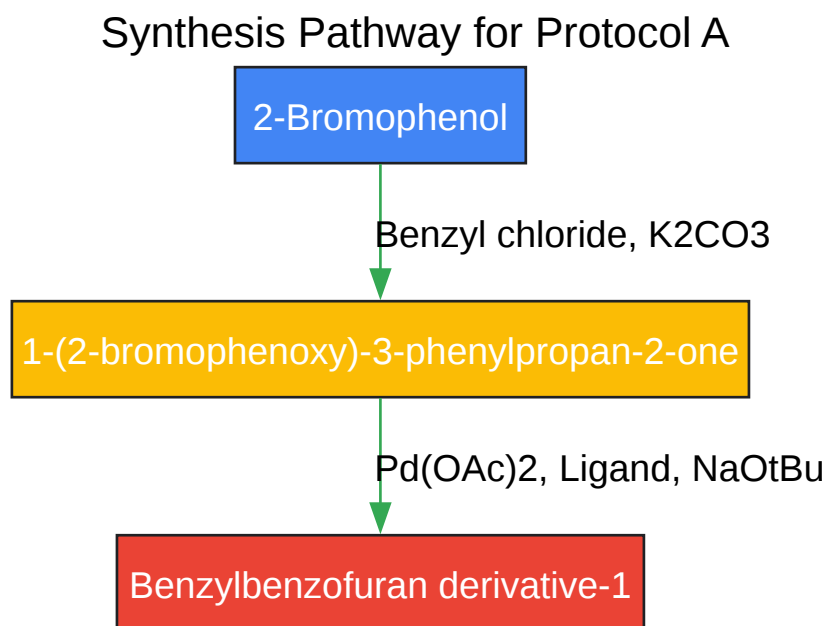 Synthesis Pathway for Protocol A
2-Bromophenol
Benzyl chloride, K2CO3
1-(2-bromophenoxy)-3-phenylpropan-2-one
Pd(OAc)2, Ligand, NaOtBu
Benzylbenzofuran derivative-1